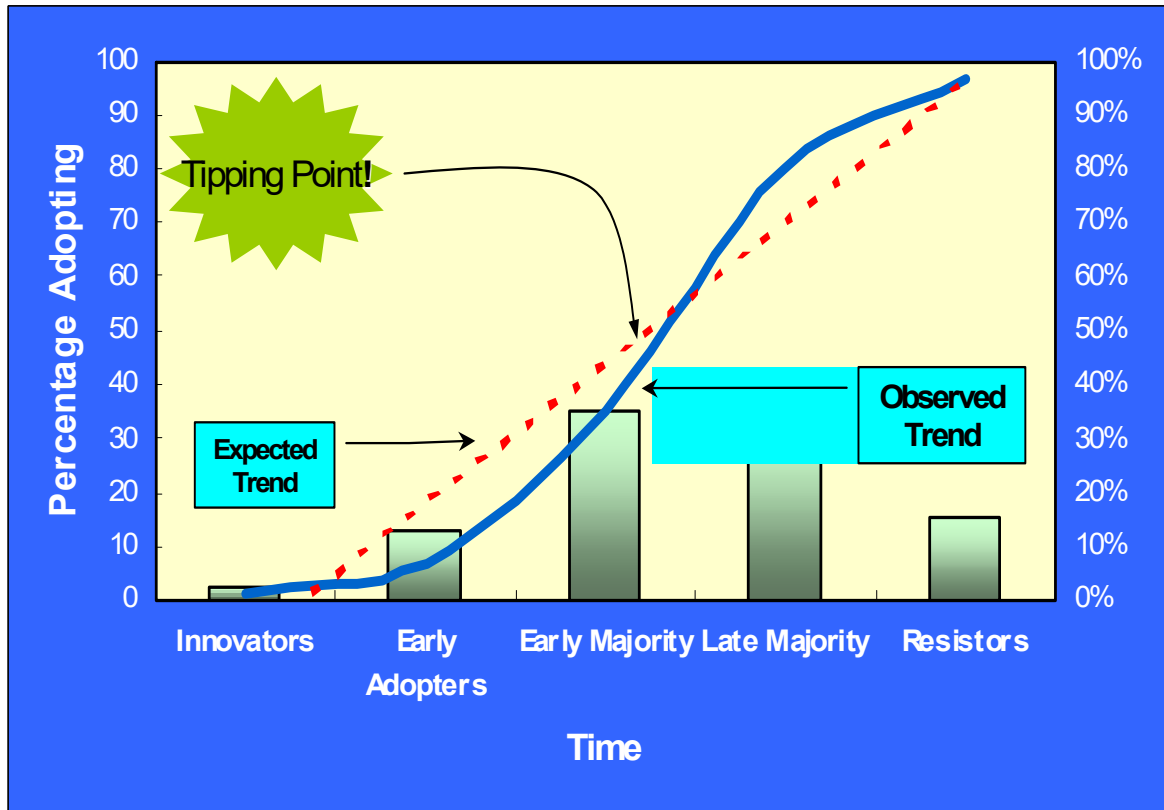 100
90
80
70
60
50
40
30
20
10
0
Percentage Adopting
100%
90%
80%
70%
60%
50%
40%
30%
20%
10%
0%
Tipping Point!
Expected
Trend
Observed
Trend
Innovators
Early
Adopters
Early Majority
Late Majority
Resistors
Time